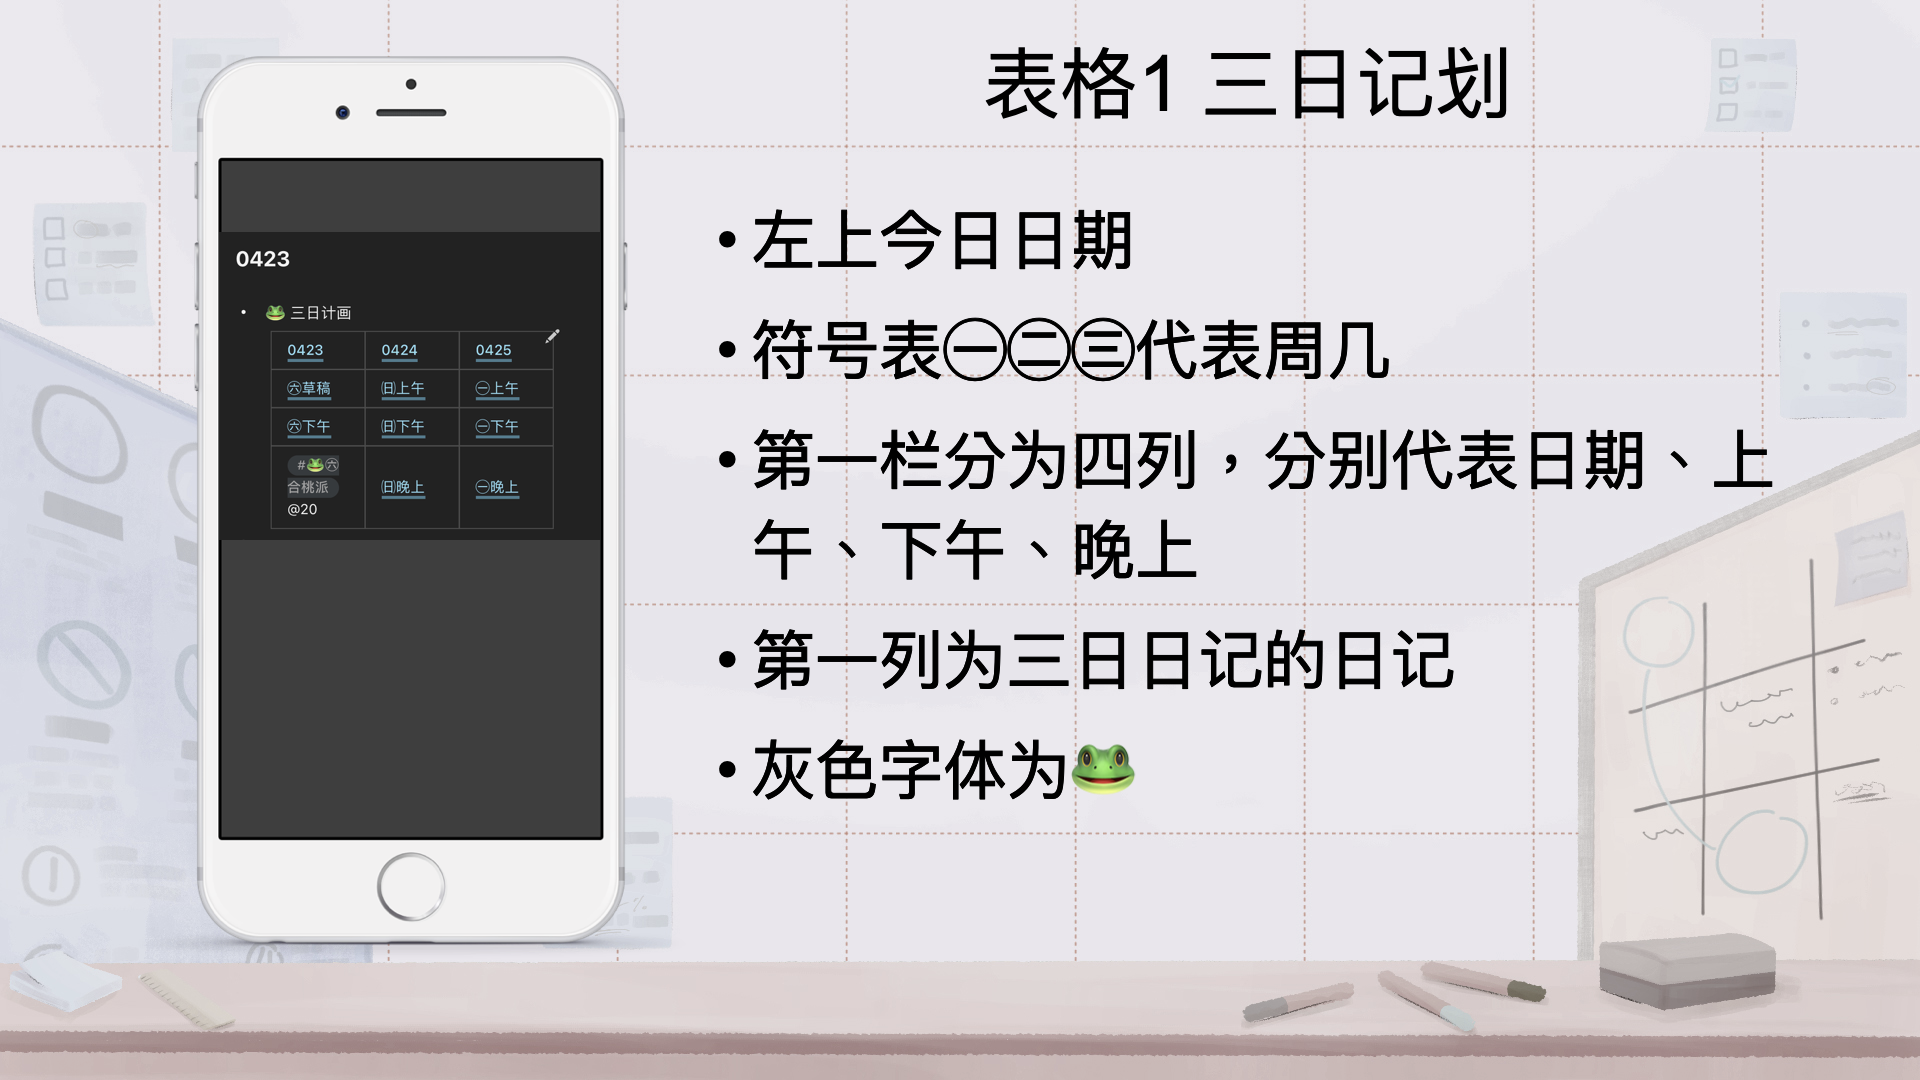 表格1 三日记划
0423
• 🐸 三日计画
0423 0424 0425
㊅草稿 ㈰上午 ㊀上午
㊅下午 ㈰下午 ㊀下午
#🐸㊅
合桃派 ㈰晚上 ㊀晚上
@20
• 左上今日日期
• 符号表㊀㊁㊂代表周几
• 第一栏分为四列，分别代表日期、上
午、下午、晚上
• 第一列为三日日记的日记
• 灰色字体为🐸